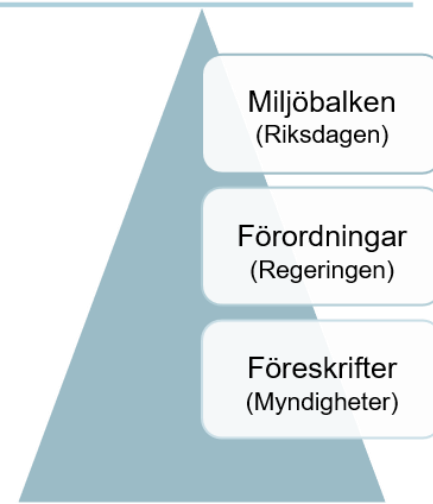 Miljöbalken
(Riksdagen)
Förordningar
(Regeringen)
Föreskrifter
(Myndigheter)